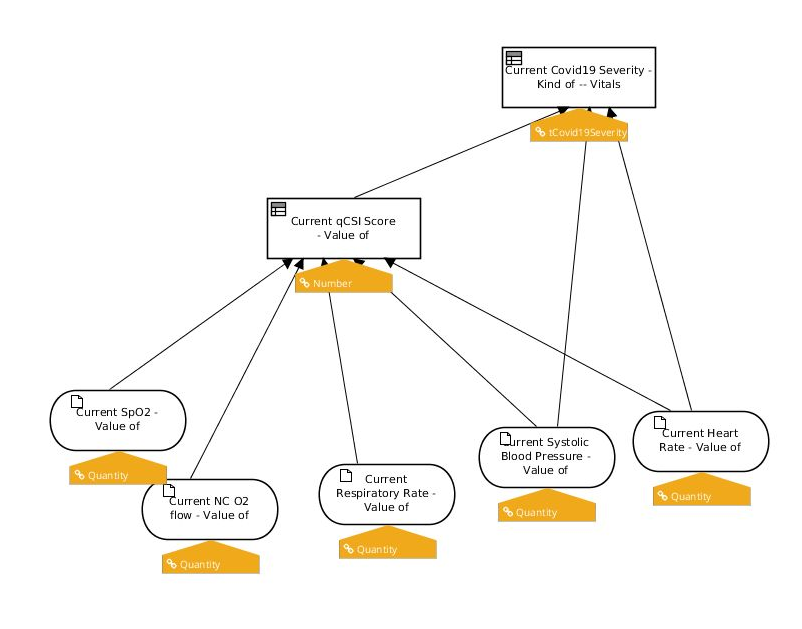 Current Covid19 Severity -
Kind of -- Vitals
tCovid19Severity
Current qCSI Score
- Value of
Number
Current SpO2 -
Value of
Quantity
Current NC O2
flow - Value of
Quantity
Current
Respiratory Rate -
Value of
Quantity
Current Systolic
Blood Pressure -
Value of
Quantity
Current Heart
Rate - Value of
Quantity